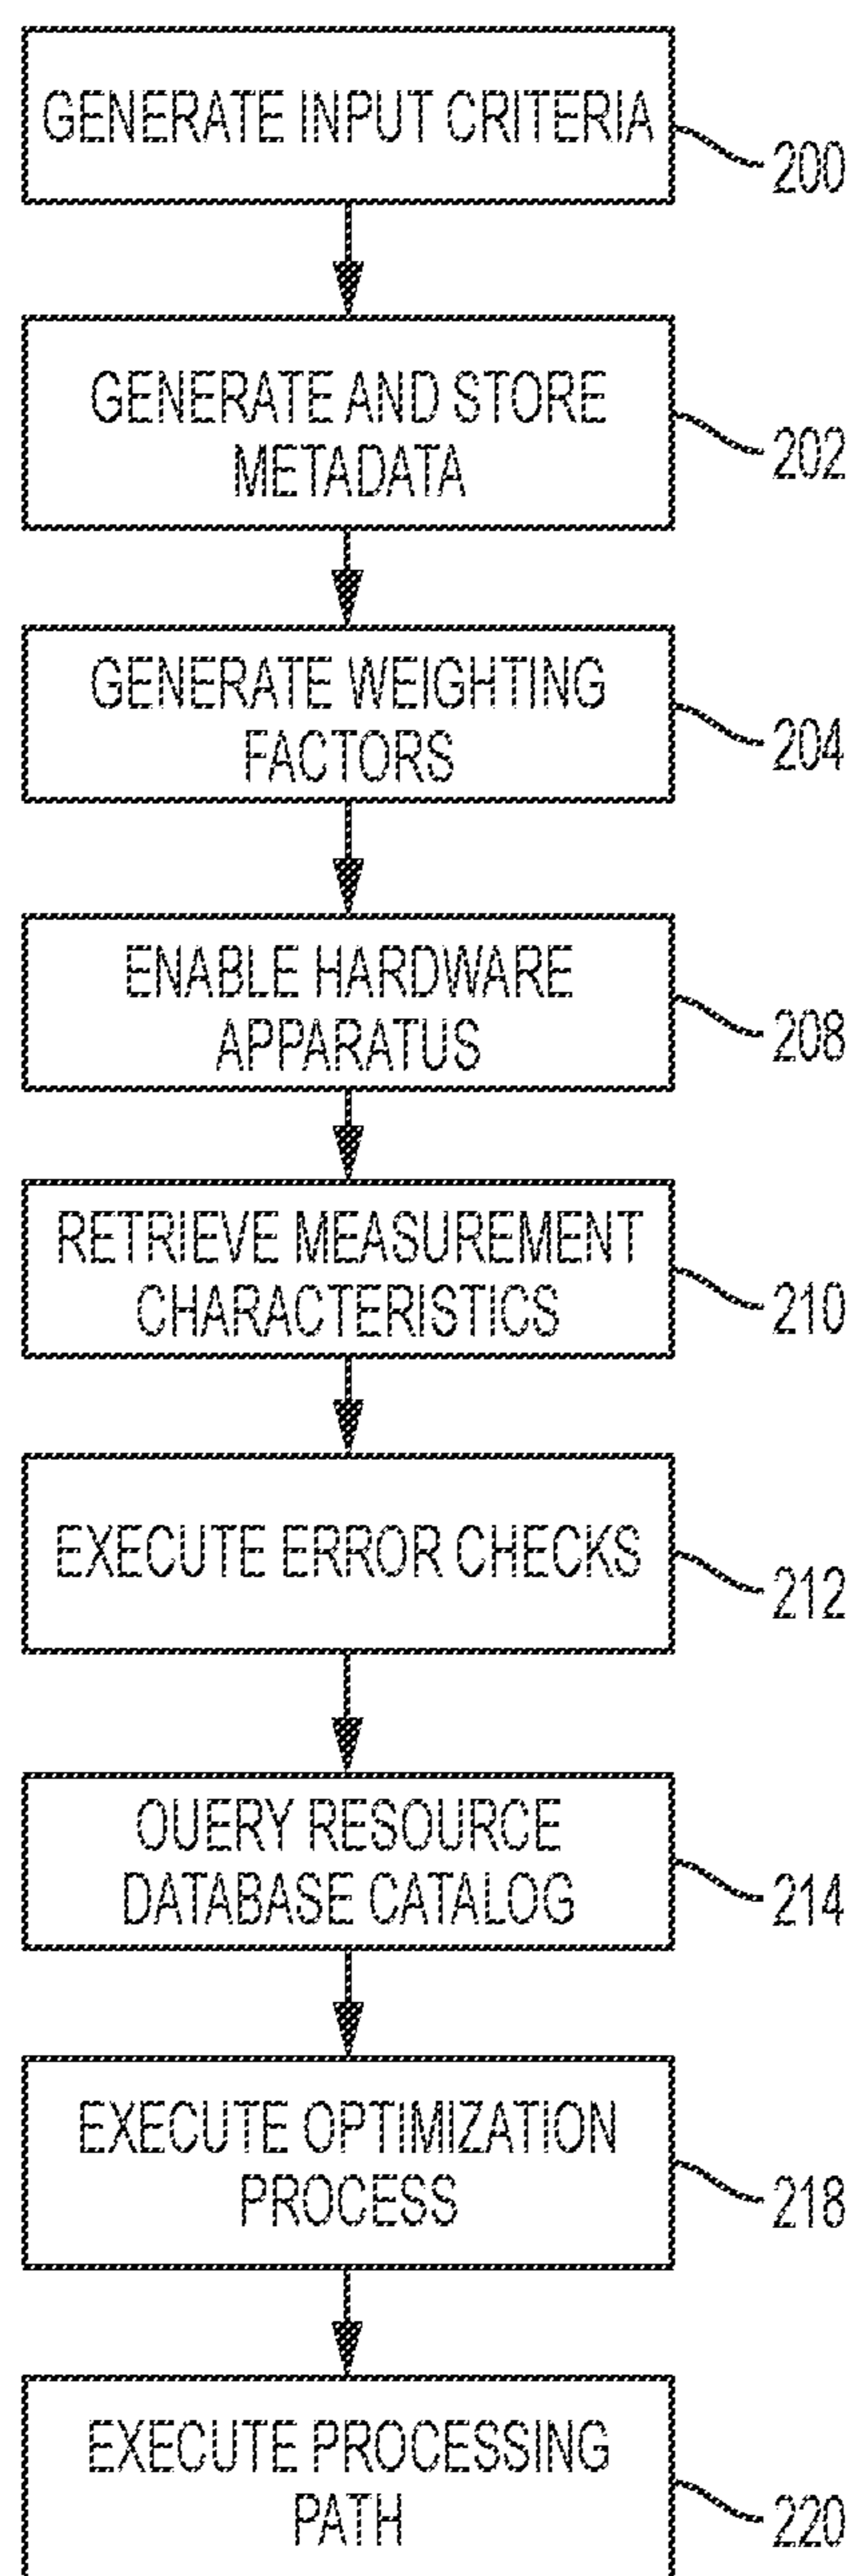 GENERATE INPUT CRITERIA
200
GENERATE AND STORE
METADATA
202
GENERATE WEIGHTING
FACTORS
204
ENABLE HARDWARE
APPARATUS
208
RETRIEVE MEASUREMENT
CHARACTERISTICS
210
EXECUTE ERROR CHECKS
212
QUERY RESOURCE
DATABASE CATALOG
214
EXECUTE OPTIMIZATION
PROCESS
218
EXECUTE PROCESSING
PATH
220